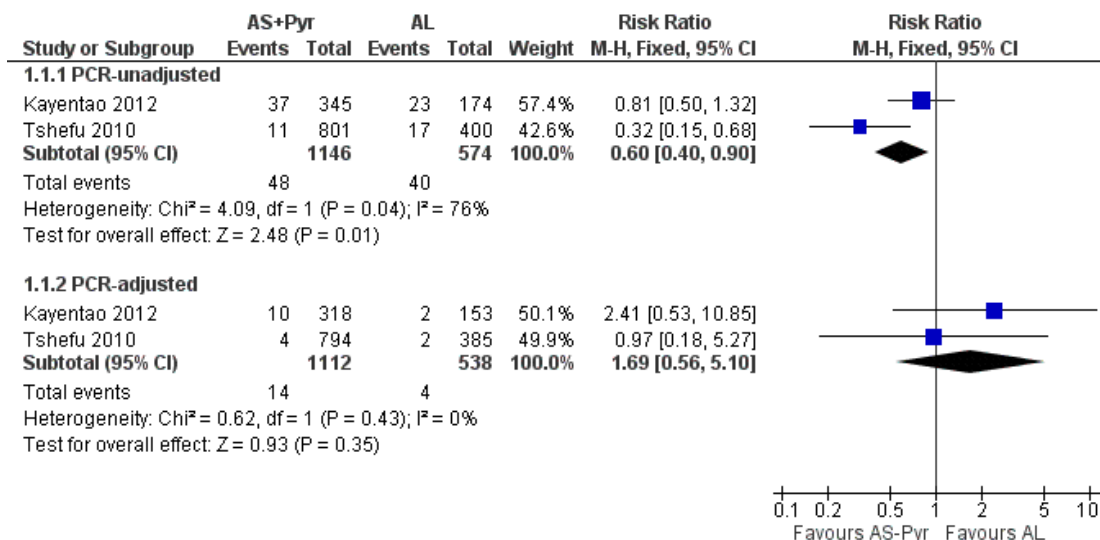 AS+Pyr AL Risk Ratio Risk Ratio
Study or Subgroup Events Total Events Total Weight M-H, Fixed, 95% CI M-H, Fixed, 95% CI
1.1.1 PCR-unadjusted
Kayentao 2012 37 345 23 174 57.4% 0.81 [0.50, 1.32]
Tshefu 2010 11 801 17 400 42.6% 0.32 [0.15, 0.68]
Subtotal (95% CI) 1146 574 100.0% 0.60 [0.40, 0.90]
Total events 48 40
Heterogeneity: Chi² = 4.09, df = 1 (P = 0.04); I² = 76%
Test for overall effect: Z = 2.48 (P = 0.01)
1.1.2 PCR-adjusted
Kayentao 2012 10 318 2 153 50.1% 2.41 [0.53, 10.85]
Tshefu 2010 4 794 2 385 49.9% 0.97 [0.18, 5.27]
Subtotal (95% CI) 1112 538 100.0% 1.69 [0.56, 5.10]
Total events 14 4
Heterogeneity: Chi² = 0.62, df = 1 (P = 0.43); I² = 0%
Test for overall effect: Z = 0.93 (P = 0.35)
0.1 0.2 0.5 1 2 5 10
Favours AS-Pyr Favours AL